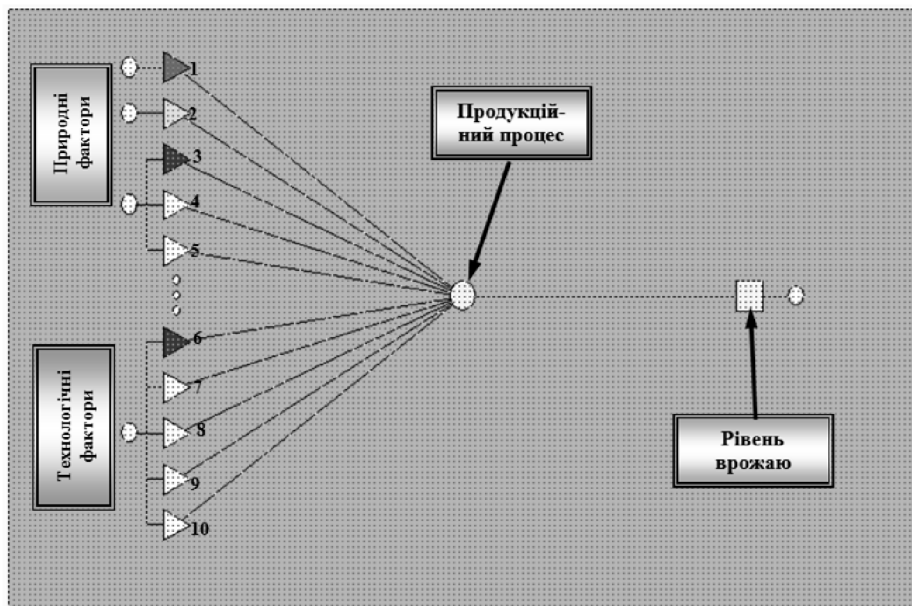 Природні
фактори
1
2
3
4
5
Продукцій-
ний процес
Технологічні
фактори
6
7
8
9
10
Рівень
врожаю